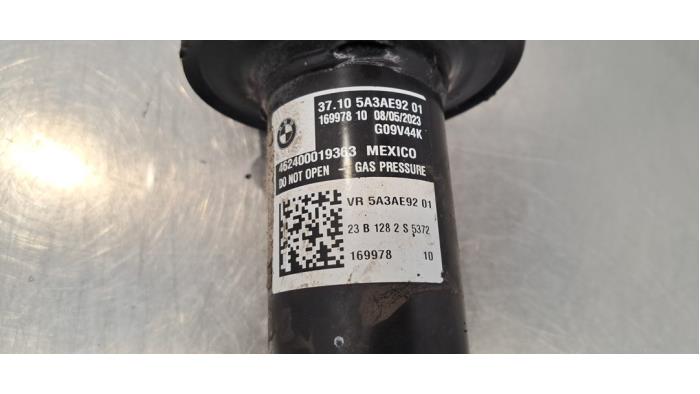 37.10 5A3AE92 01
169978 10 08/05/2023
G09V44K
462400019363 MEXICO
DO NOT OPEN - GAS PRESSURE
VR 5A3AE92 01
23 B 128 2 S 5372
169978 10